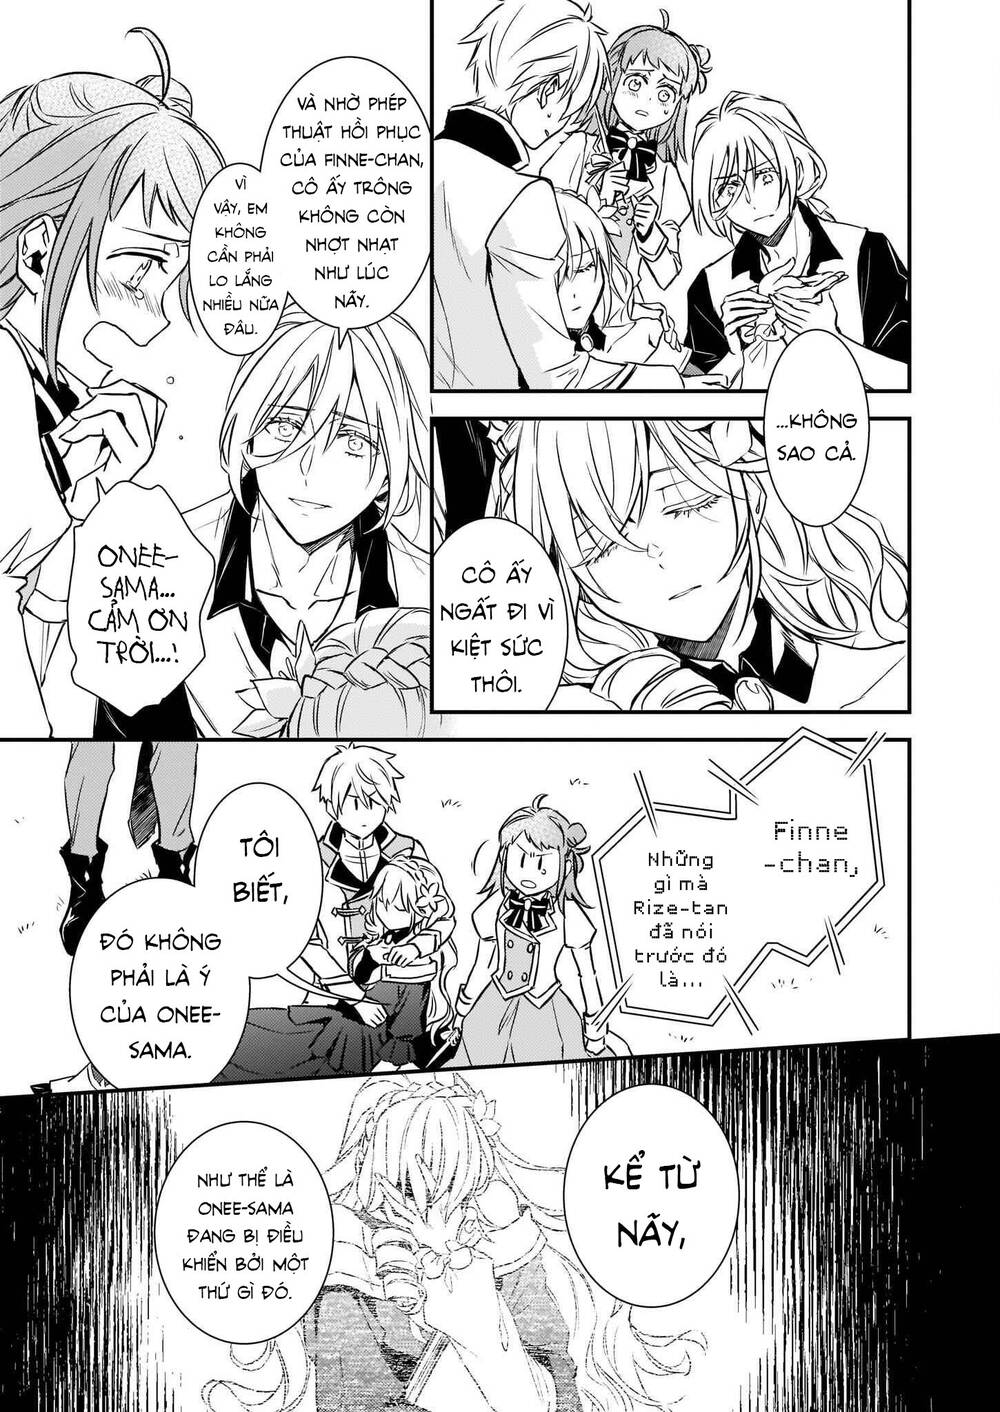 ...KHÔNG
SAO CẢ.
CÔ ẤY
NGẤT ĐI VÌ
KIỆT SỨC
THÔI.
VÀ NHỜ PHÉP
THUẬT HỒI PHỤC
CỦA FINNE-CHAN,
CÔ ẤY TRÔNG
KHÔNG CÒN
NHỢT NHẠT
NHƯ LÚC
NÃY.
VÌ
VẬY, EM
KHÔNG
CẦN PHẢI
LO LẮNG
NHIỀU NỮA
ĐÂU.
ONEE-
SAMA...
CẢM ƠN
TRỜI...!
Finne
-chan,
Những
gì mà
Rize-tan
đã nói
trước đó
là...
TÔI
BIẾT,
ĐÓ KHÔNG
PHẢI LÀ Ý
CỦA ONEE-
SAMA.
KỂ TỪ
NÃY,
NHƯ THỂ LÀ
ONEE-SAMA
ĐANG BỊ ĐIỀU
KHIỂN BỞI MỘT
THỨ GÌ ĐÓ.